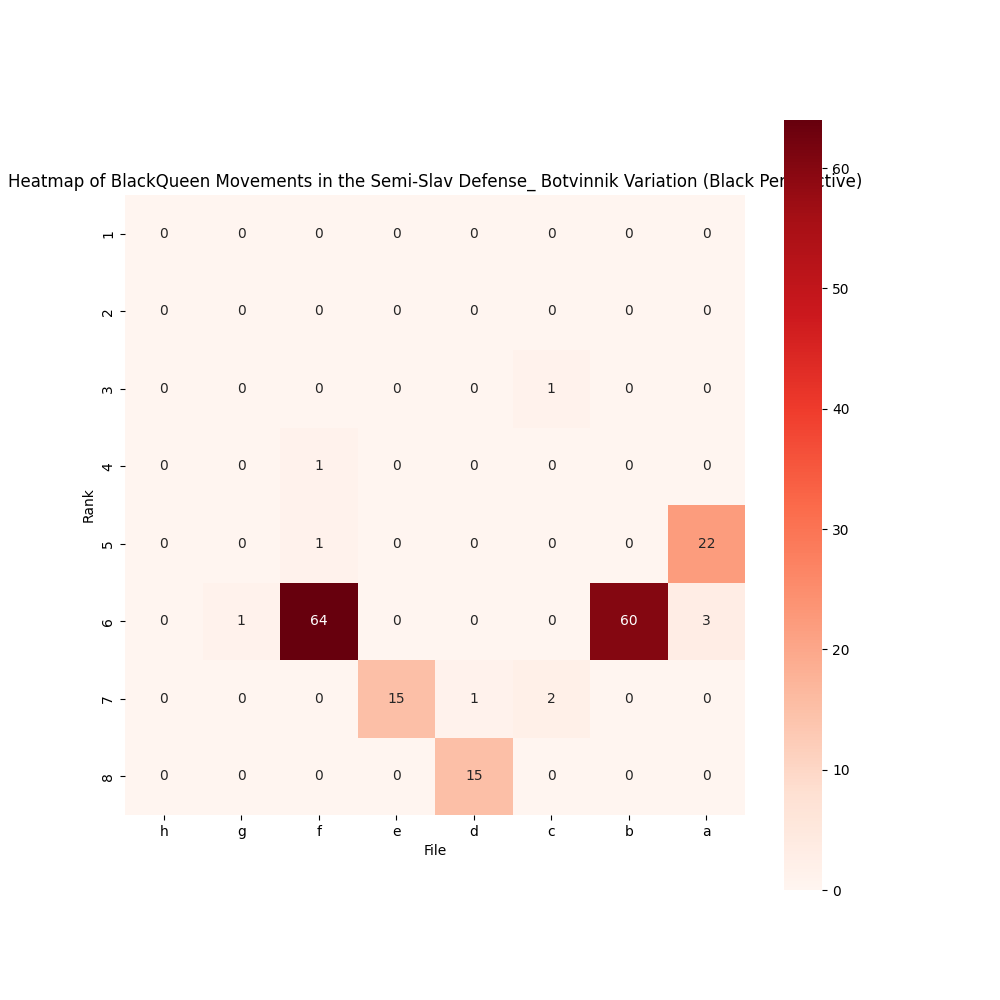 Heatmap of BlackQueen Movements in the Semi-Slav Defense_ Botvinnik Variation (Black Perspective)
60
50
40
30
20
10
0
Rank
1 0 0 0 0 0 0 0 0
2 0 0 0 0 0 0 0 0
3 0 0 0 0 0 1 0 0
4 0 0 1 0 0 0 0 0
5 0 0 1 0 0 0 0 22
6 0 1 64 0 0 0 60 3
7 0 0 0 15 1 2 0 0
8 0 0 0 0 15 0 0 0
h g f e d c b a
File